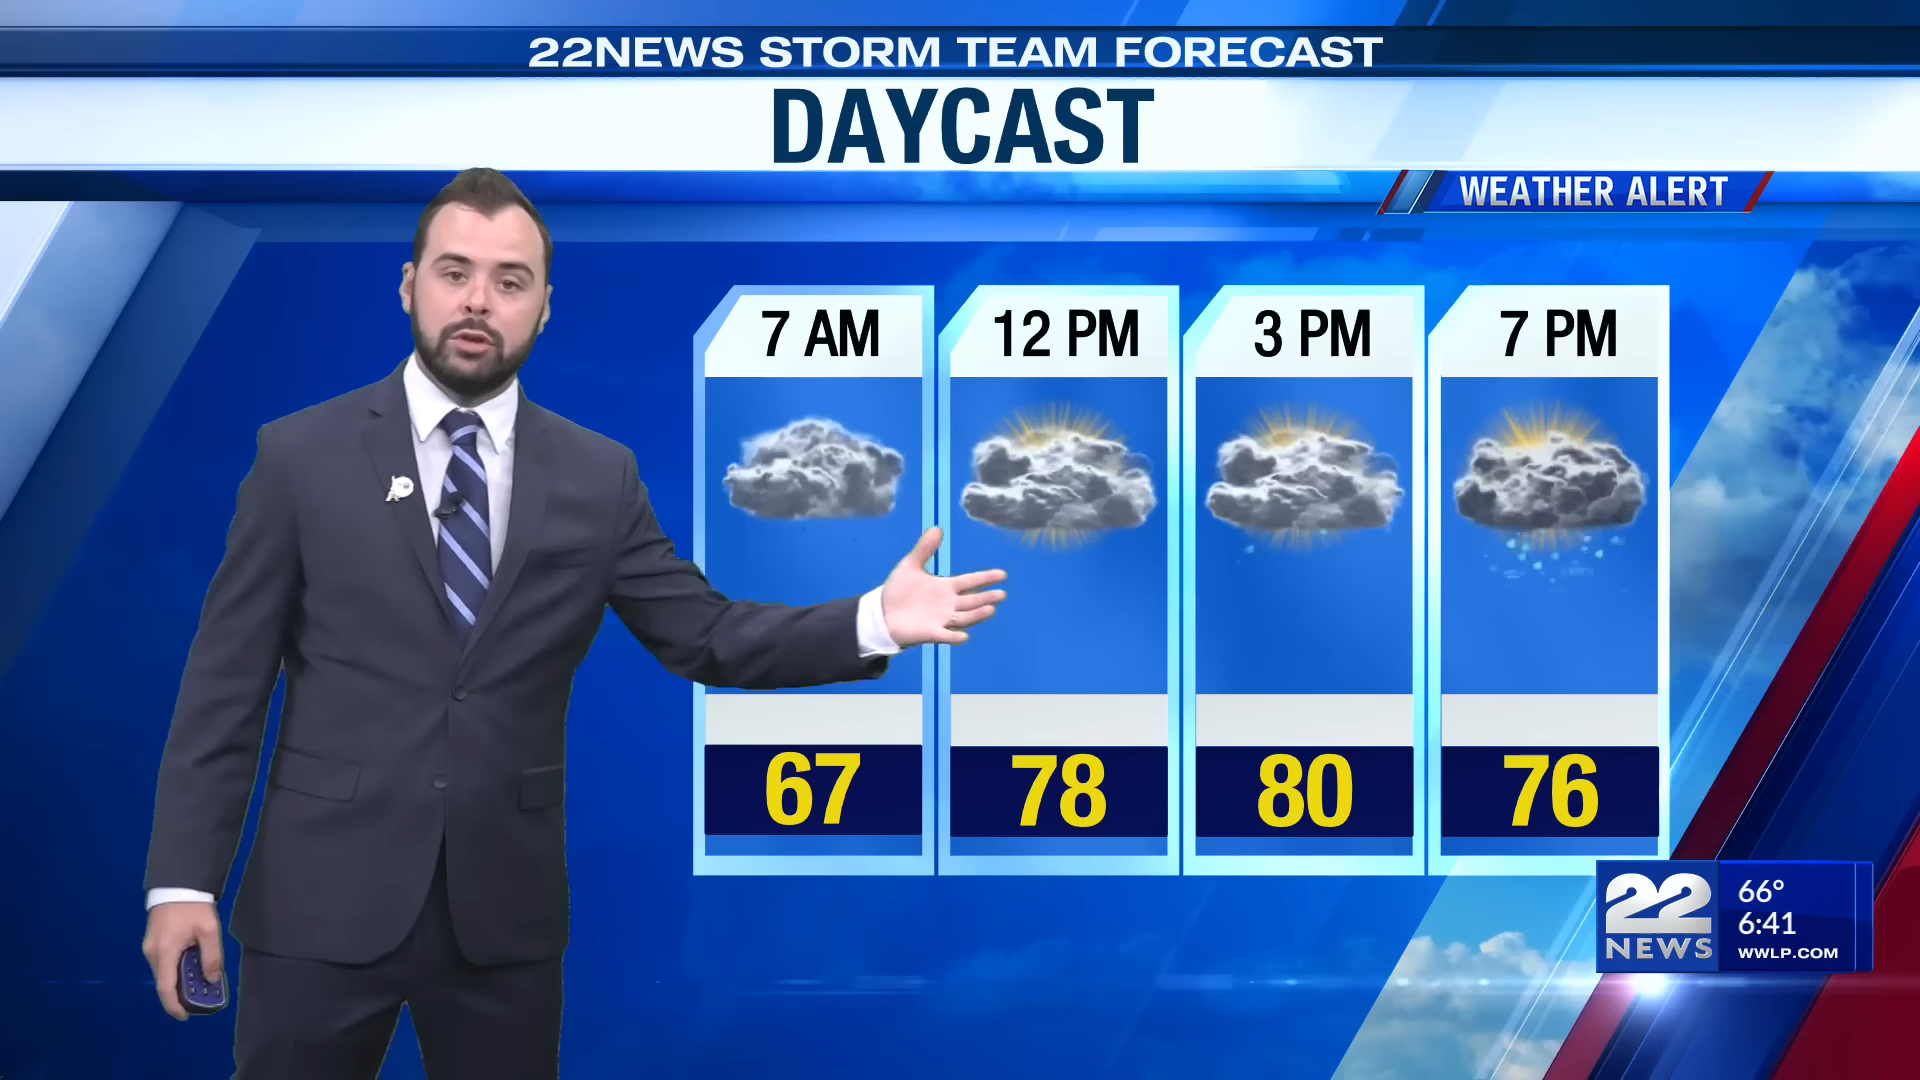 22NEWS STORM TEAM FORECAST
DAYCAST
WEATHER ALERT
7 AM
12 PM
3 PM
7 PM
67
78
80
76
22
NEWS
66°
6:41
WWLP.COM